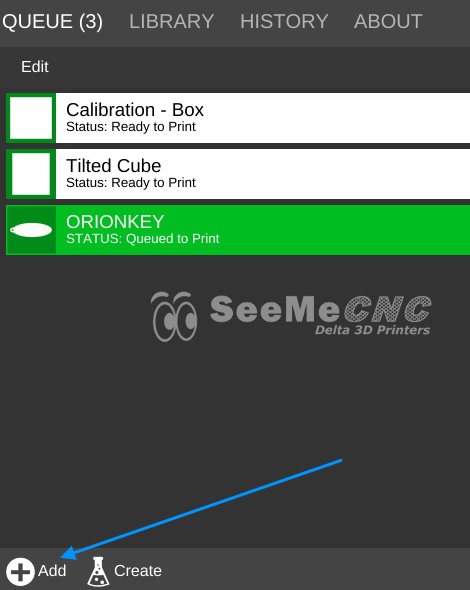 QUEUE (3) LIBRARY HISTORY ABOUT
Edit
Calibration - Box
Status: Ready to Print
Tilted Cube
Status: Ready to Print
ORIONKEY
STATUS: Queued to Print
SeeMeCNC
Delta 3D Printers
Add Create